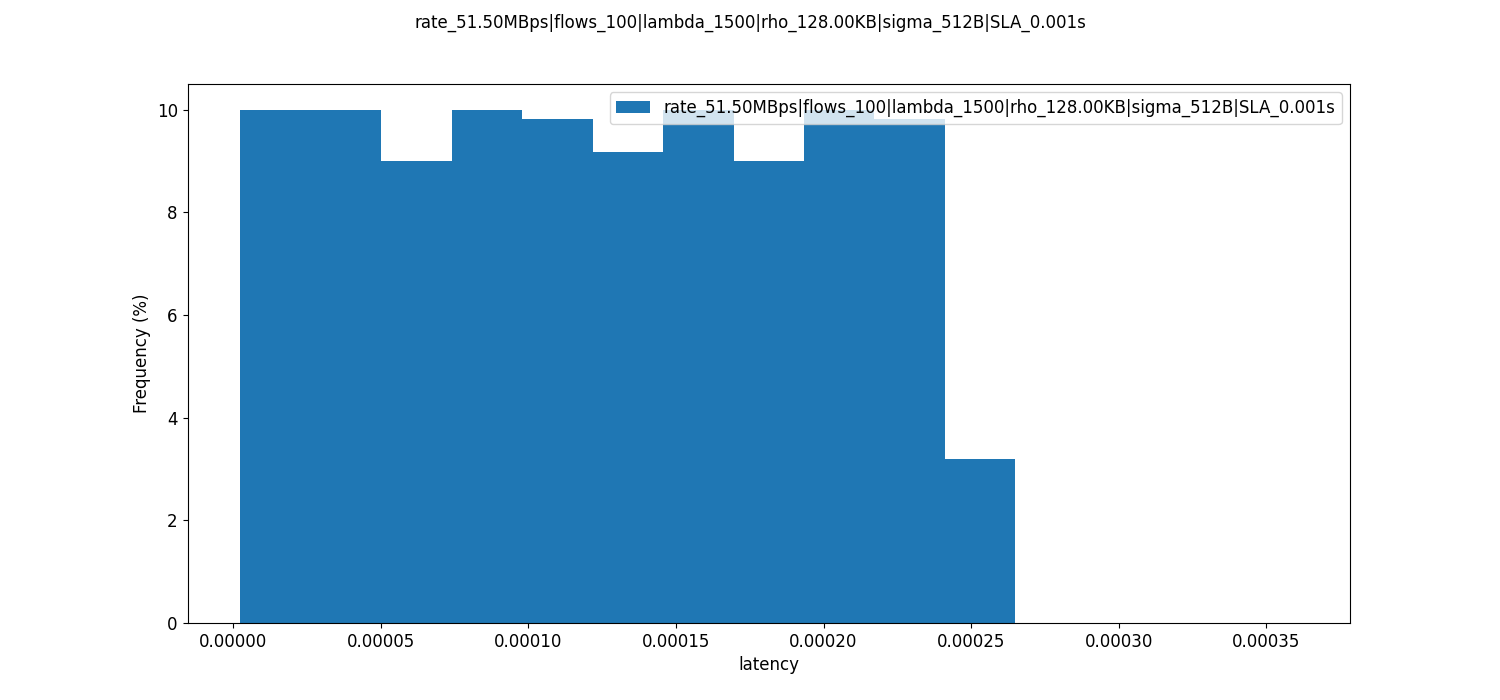 rate_51.50MBps|flows_100|lambda_1500|rho_128.00KB|sigma_512B|SLA_0.001s
rate_51.50MBps|flows_100|lambda_1500|rho_128.00KB|sigma_512B|SLA_0.001s
10
8
6
4
2
0
Frequency (%)
0.00000 0.00005 0.00010 0.00015 0.00020 0.00025 0.00030 0.00035
latency